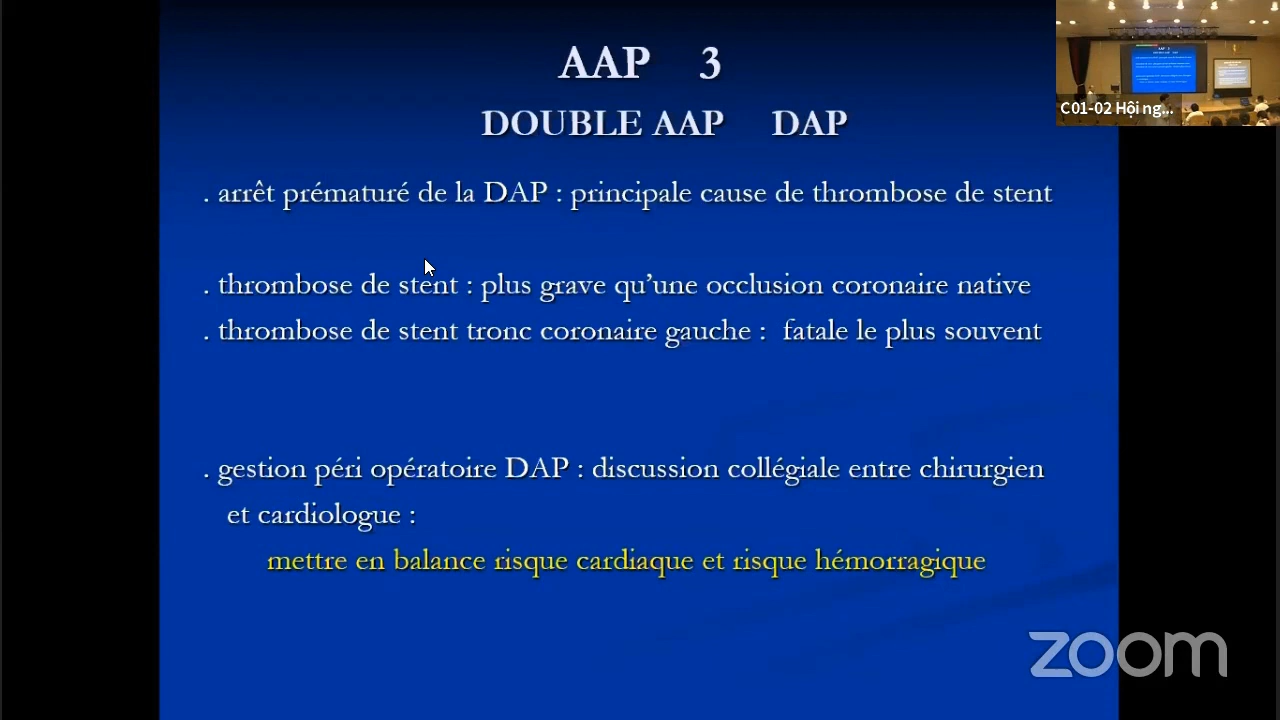 AAP 3
DOUBLE AAP DAP
. arrêt prématuré de la DAP : principale cause de thrombose de stent
. thrombose de stent : plus grave qu'une occlusion coronaire native
. thrombose de stent tronc coronaire gauche : fatale le plus souvent
. gestion péri opératoire DAP : discussion collégiale entre chirurgien
et cardiologue :
mettre en balance risque cardiaque et risque hémorragique
C01-02 Hội ng...
zoom